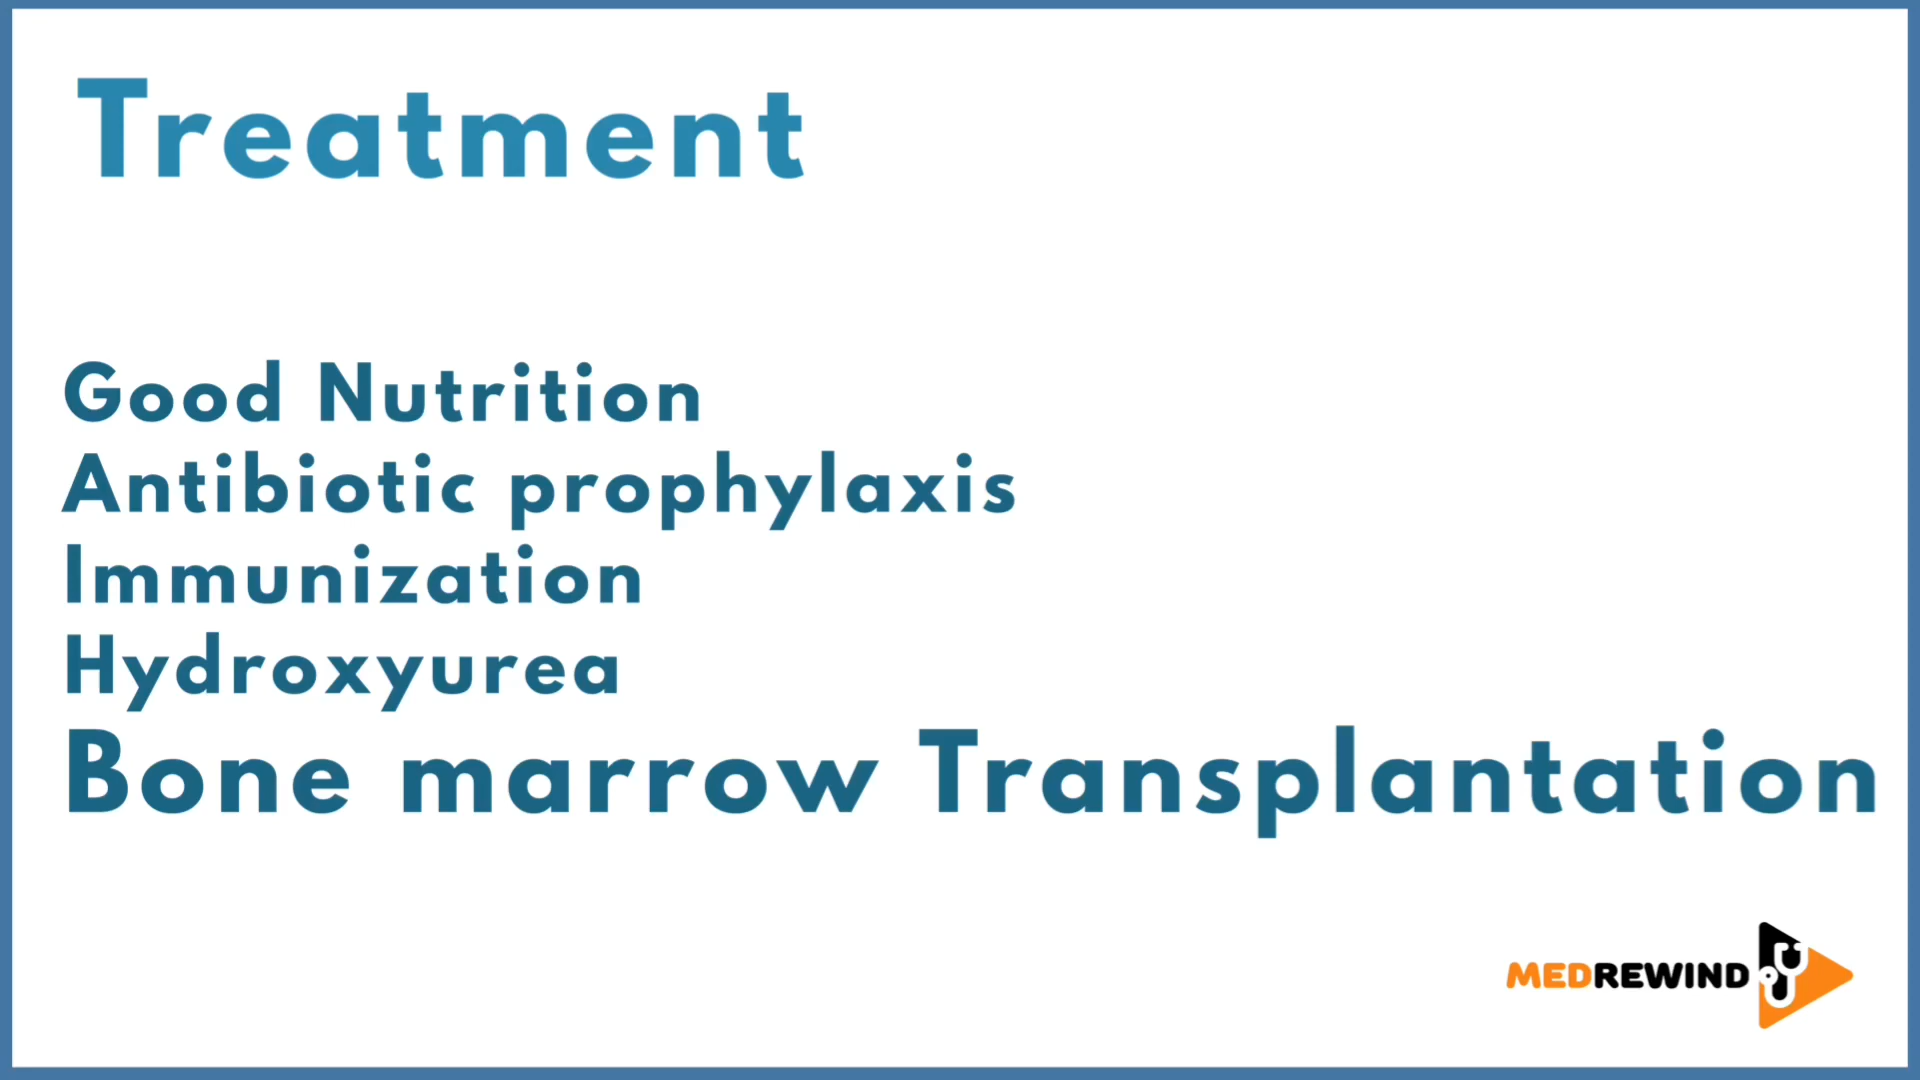 Treatment
Good Nutrition
Antibiotic prophylaxis
Immunization
Hydroxyurea
Bone marrow Transplantation
MEDREWIND